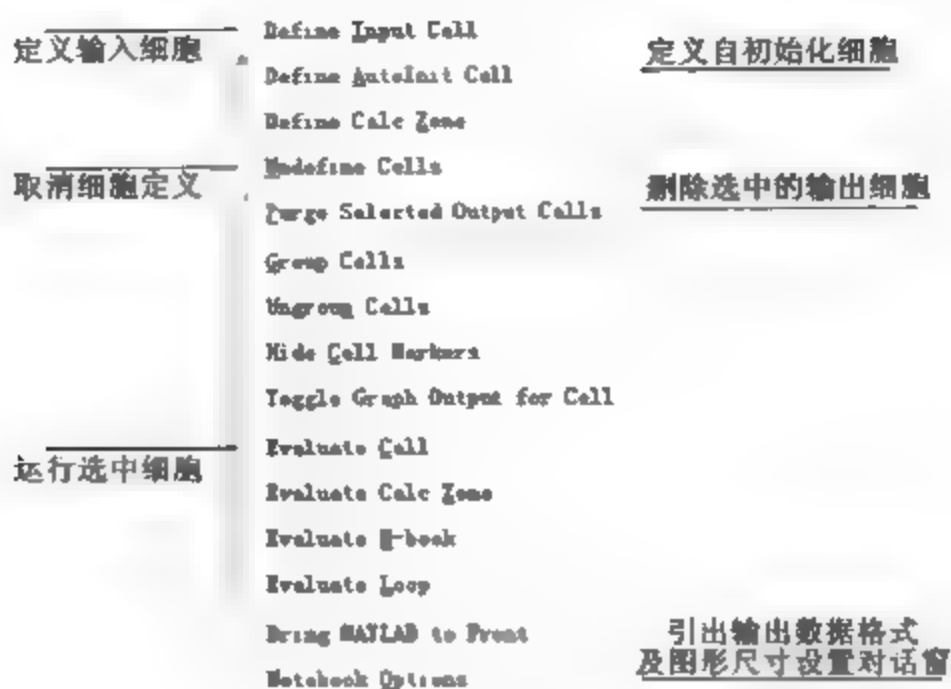 定义输入细胞
Define Input Cell
定义自初始化细胞
Define AutoInit Cell
Define Calc Zone
取消细胞定义
Undefine Cells
删除选中的输出细胞
Purge Selected Output Cells
Group Cells
Ungroup Cells
Hide Cell Markers
Toggle Graph Output for Cell
运行选中细胞
Evaluate Cell
Evaluate Calc Zone
Evaluate M-book
Evaluate Loop
Bring MATLAB to Front
引出输出数据格式
及图形尺寸设置对话窗
Notebook Options